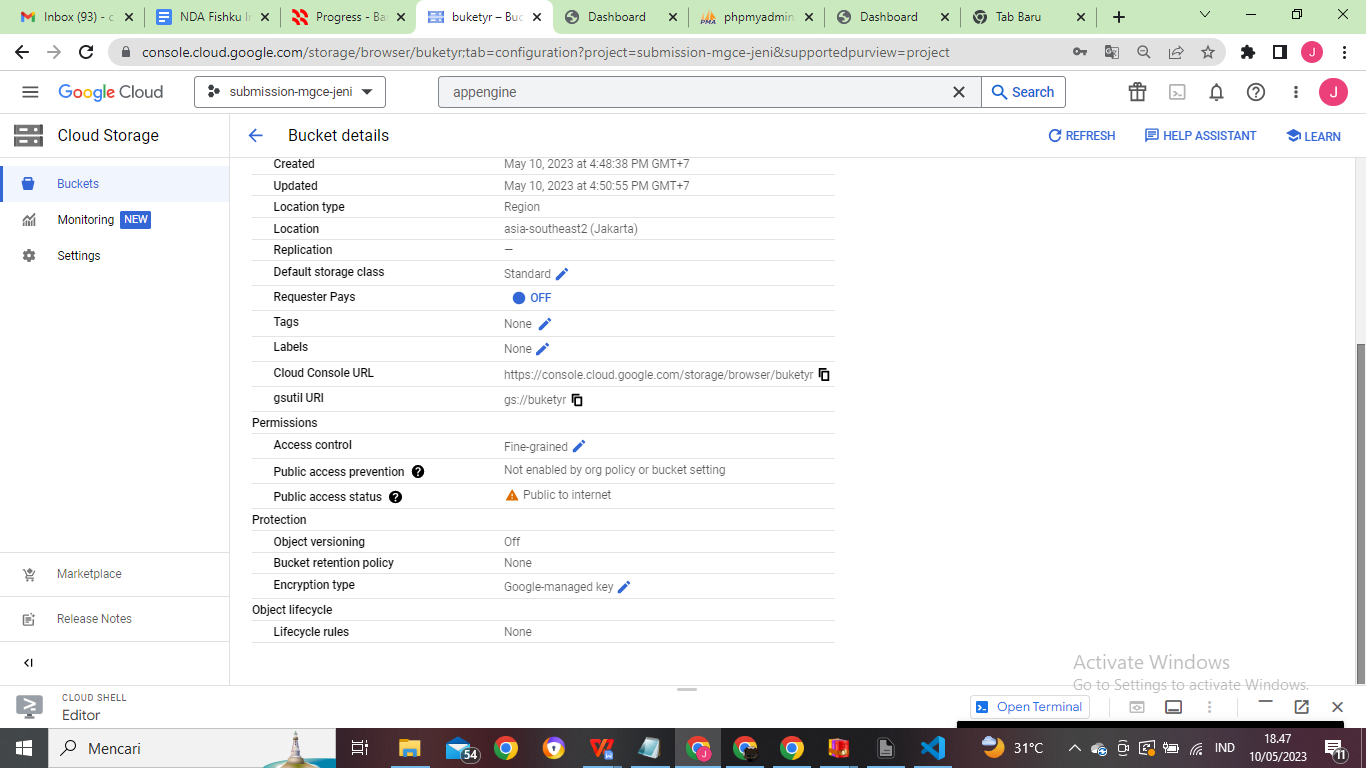 Inbox (93) - c
NDA Fishku In
Progress - Ba
buketyr – Buc
Dashboard
phpmyadmin
Dashboard
Tab Baru
console.cloud.google.com/storage/browser/buketyr;tab=configuration?project=submission-mgce-jeni&supportedpurview=project
J
Google Cloud
submission-mgce-jeni
appengine
Search
J
Cloud Storage
Bucket details
REFRESH
HELP ASSISTANT
LEARN
Buckets
Monitoring NEW
Settings
Marketplace
Release Notes
Created May 10, 2023 at 4:48:38 PM GMT+7
Updated May 10, 2023 at 4:50:55 PM GMT+7
Location type Region
Location asia-southeast2 (Jakarta)
Replication —
Default storage class Standard
Requester Pays OFF
Tags None
Labels None
Cloud Console URL https://console.cloud.google.com/storage/browser/buketyr
gsutil URI gs://buketyr
Permissions
Access control Fine-grained
Public access prevention ? Not enabled by org policy or bucket setting
Public access status ? Public to internet
Protection
Object versioning Off
Bucket retention policy None
Encryption type Google-managed key
Object lifecycle
Lifecycle rules None
Activate Windows
Go to Settings to activate Windows.
CLOUD SHELL
Editor
Open Terminal
Mencari
54
J
31°C
IND
18.47
10/05/2023
11